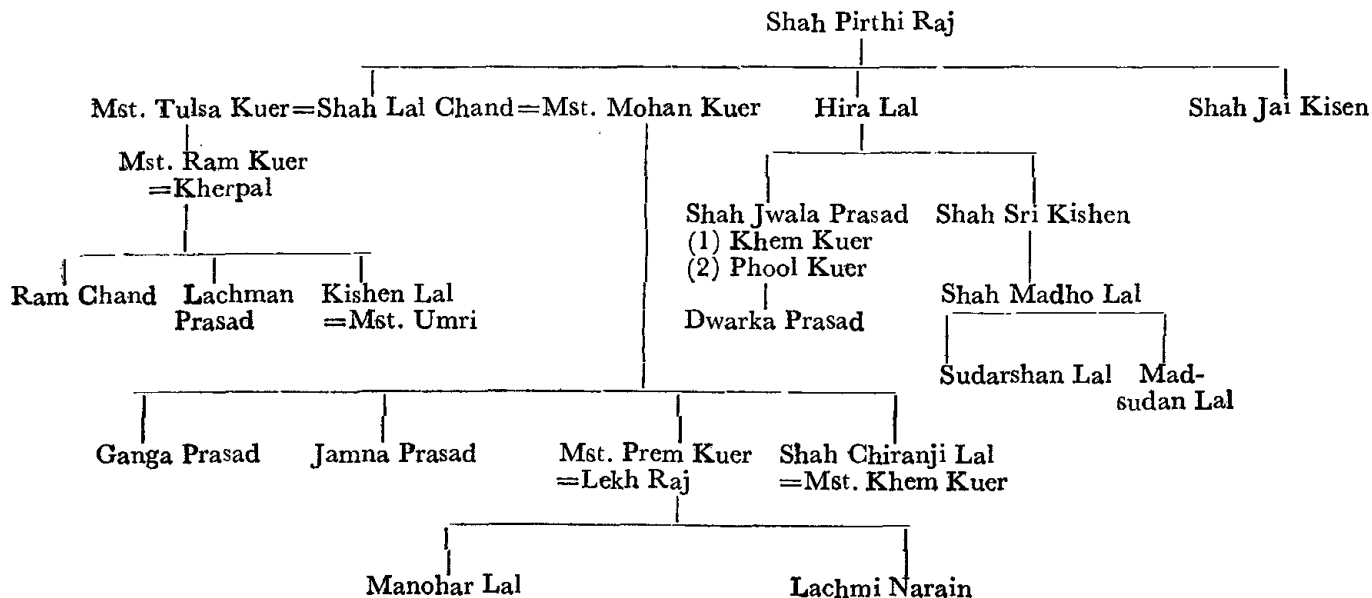 Shah Pirthi Raj
Mst. Tulsa Kuer=Shah Lal Chand=Mst. Mohan Kuer Hira Lal Shah Jai Kisen
Mst. Ram Kuer
=Kherpal
Shah Jwala Prasad Shah Sri Kishen
(1) Khem Kuer
(2) Phool Kuer
Ram Chand Lachman Kishen Lal Shah Madho Lal
Prasad =Mst. Umri Dwarka Prasad
Sudarshan Lal Mad-
sudan Lal
Ganga Prasad Jamna Prasad Mst. Prem Kuer Shah Chiranji Lal
=Lekh Raj =Mst. Khem Kuer
Manohar Lal Lachmi Narain